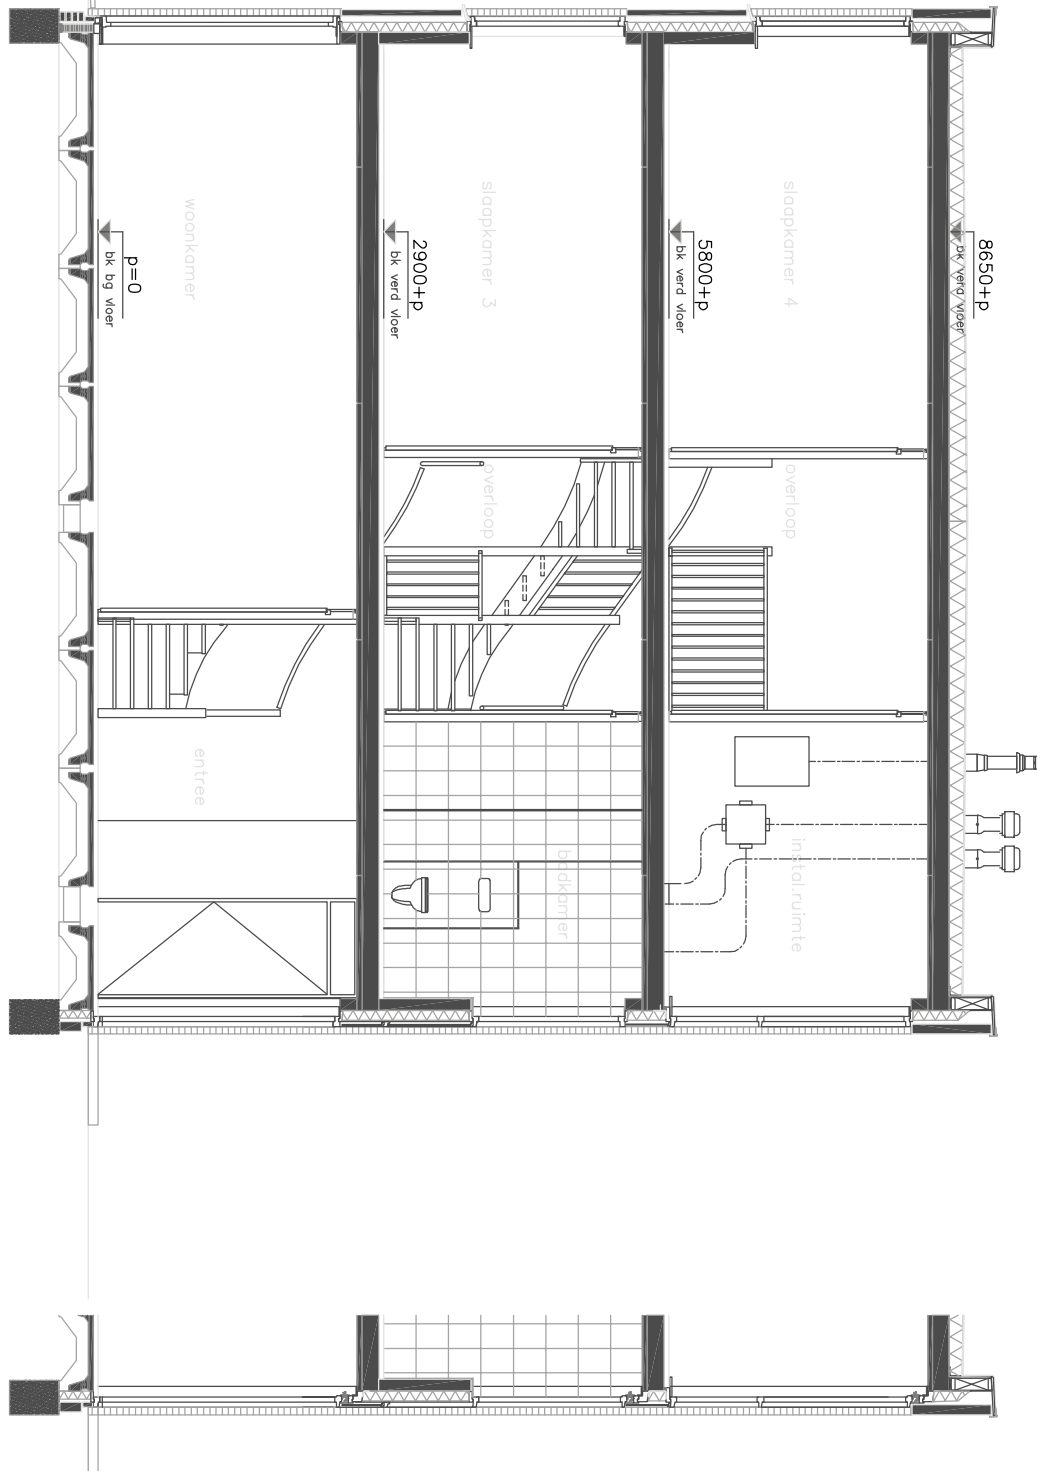 8650+p
bk verd vloer
slaapkamer 4
overloop
instal.ruimte
5800+p
bk verd vloer
slaapkamer 3
overloop
badkamer
2900+p
bk verd vloer
woonkamer
entree
p=0
bk bg vloer